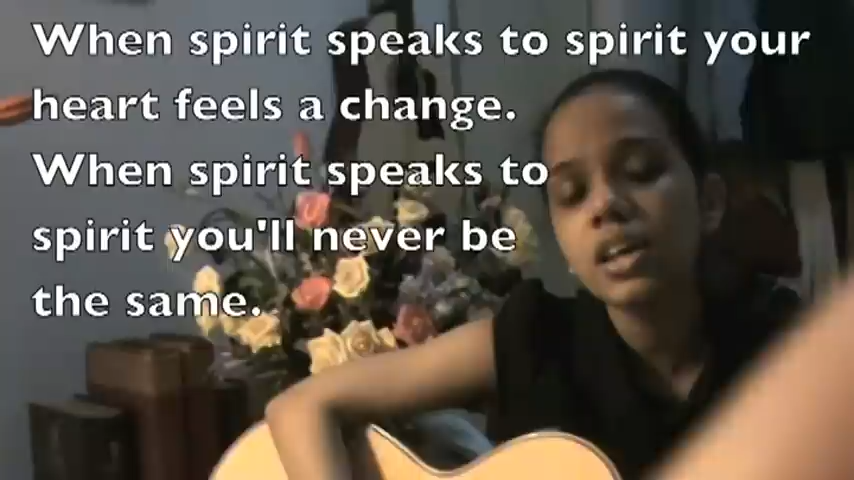 When spirit speaks to spirit your
heart feels a change.
When spirit speaks to
spirit you'll never be
the same.